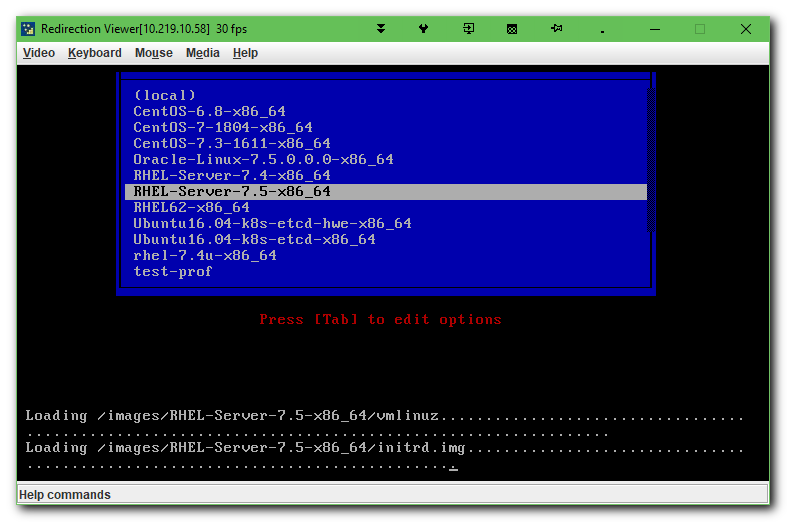 Redirection Viewer[10.219.10.58] 30 fps
Video Keyboard Mouse Media Help
(local)
CentOS-6.8-x86_64
CentOS-7-1804-x86_64
CentOS-7.3-1611-x86_64
Oracle-Linux-7.5.0.0.0-x86_64
RHEL-Server-7.4-x86_64
RHEL-Server-7.5-x86_64
RHEL62-x86_64
Ubuntu16.04-k8s-etcd-hwe-x86_64
Ubuntu16.04-k8s-etcd-x86_64
rhel-7.4u-x86_64
test-prof
Press [Tab] to edit options
Loading /images/RHEL-Server-7.5-x86_64/vmlinuz..................................
.................................................................
Loading /images/RHEL-Server-7.5-x86_64/initrd.img...............................
................................................_
Help commands